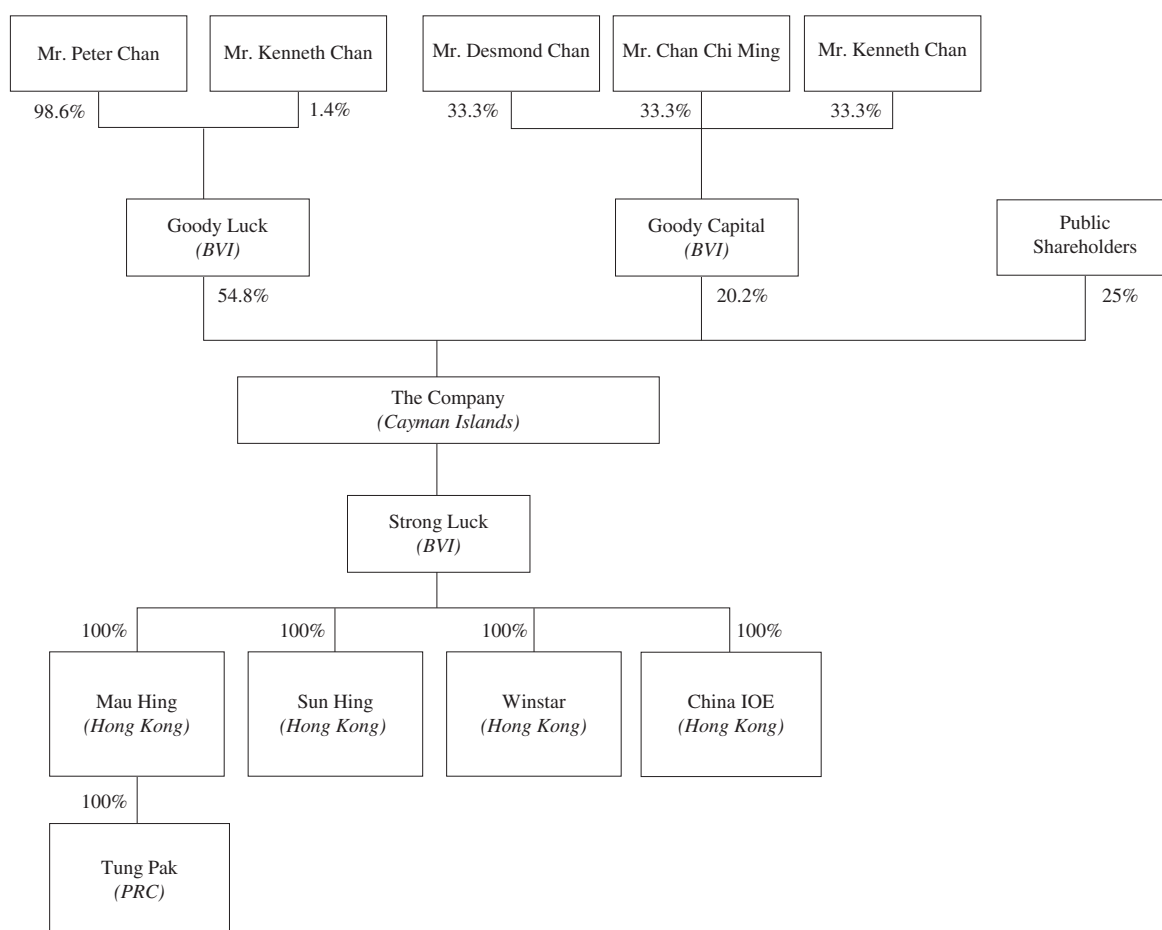 Mr. Peter Chan
Mr. Kenneth Chan
Mr. Desmond Chan
Mr. Chan Chi Ming
Mr. Kenneth Chan
98.6%
1.4%
33.3%
33.3%
33.3%
Goody Luck
(BVI)
Goody Capital
(BVI)
Public
Shareholders
54.8%
20.2%
25%
The Company
(Cayman Islands)
Strong Luck
(BVI)
100%
100%
100%
100%
Mau Hing
(Hong Kong)
Sun Hing
(Hong Kong)
Winstar
(Hong Kong)
China IOE
(Hong Kong)
100%
Tung Pak
(PRC)